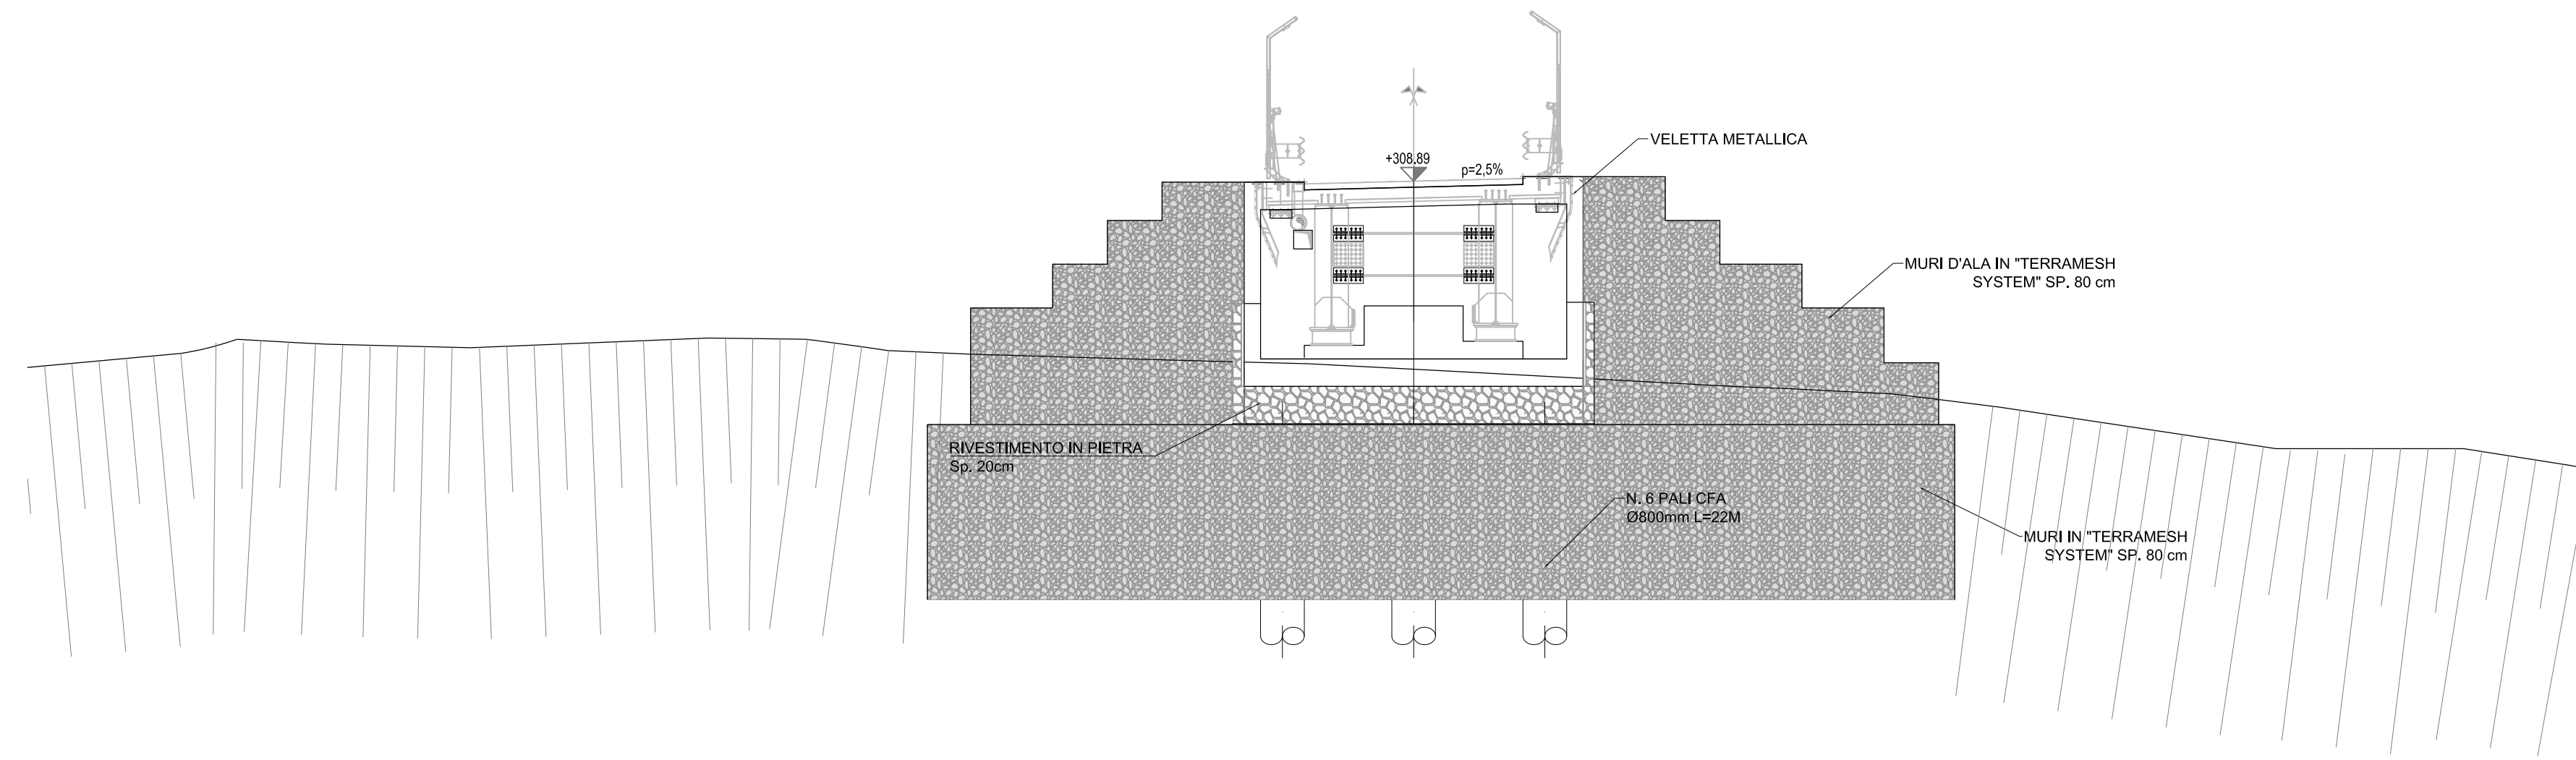 VELETTA METALLICA
+308.89
p=2,5%
MURI D'ALA IN "TERRAMESH
SYSTEM" SP. 80 cm
RIVESTIMENTO IN PIETRA
Sp. 20cm
N. 6 PALI CFA
Ø800mm L=22M
MURI IN "TERRAMESH
SYSTEM" SP. 80 cm